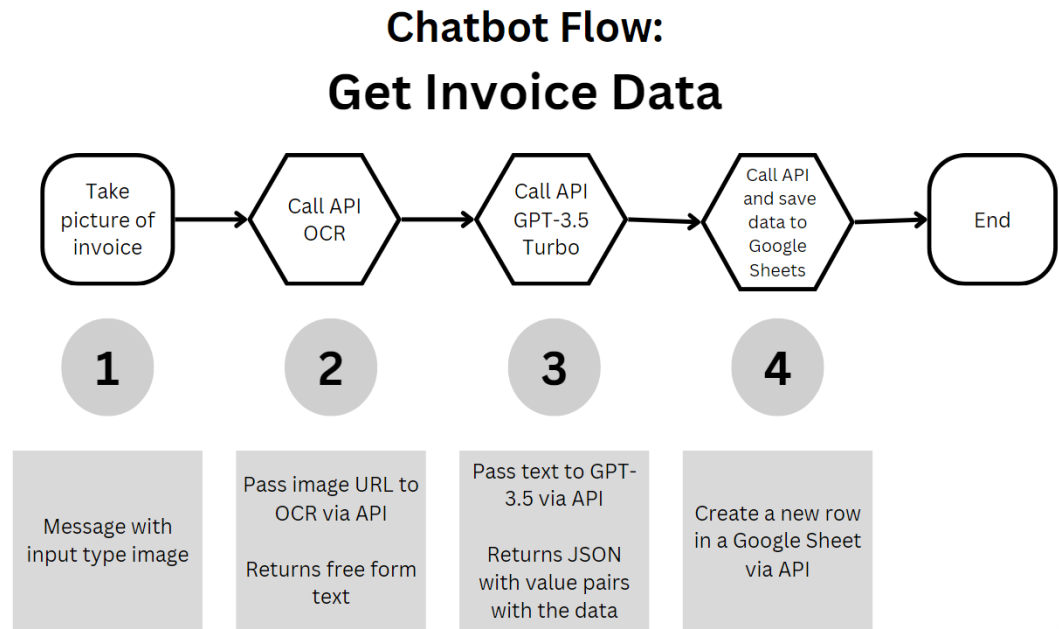 Chatbot Flow:
Get Invoice Data
Take
picture of
invoice
Call API
OCR
Call API
GPT-3.5
Turbo
Call API
and save
data to
Google
Sheets
End
1
2
3
4
Message with
input type image
Pass image URL to
OCR via API
Returns free form
text
Pass text to GPT-
3.5 via API
Returns JSON
with value pairs
with the data
Create a new row
in a Google Sheet
via API